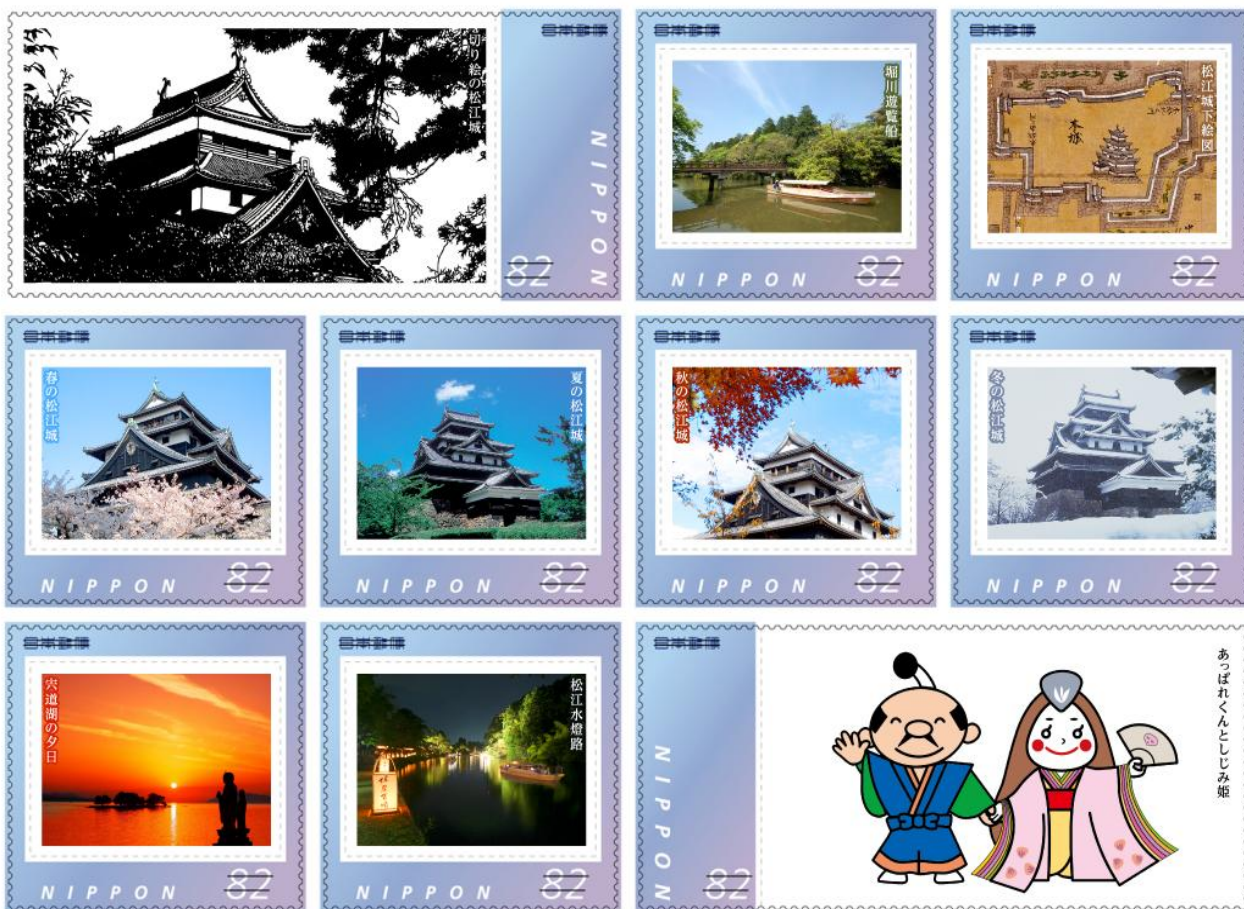 切り絵の松江城
日本郵便
NIPPON
82
日本郵便
堀川遊覧船
NIPPON
82
日本郵便
松江城下絵図
本城
NIPPON
82
日本郵便
春の松江城
NIPPON
82
日本郵便
夏の松江城
NIPPON
82
日本郵便
秋の松江城
NIPPON
82
日本郵便
冬の松江城
NIPPON
82
日本郵便
宍道湖の夕日
NIPPON
82
日本郵便
松江水燈路
NIPPON
82
日本郵便
NIPPON
82
あっぱれくんとしじみ姫